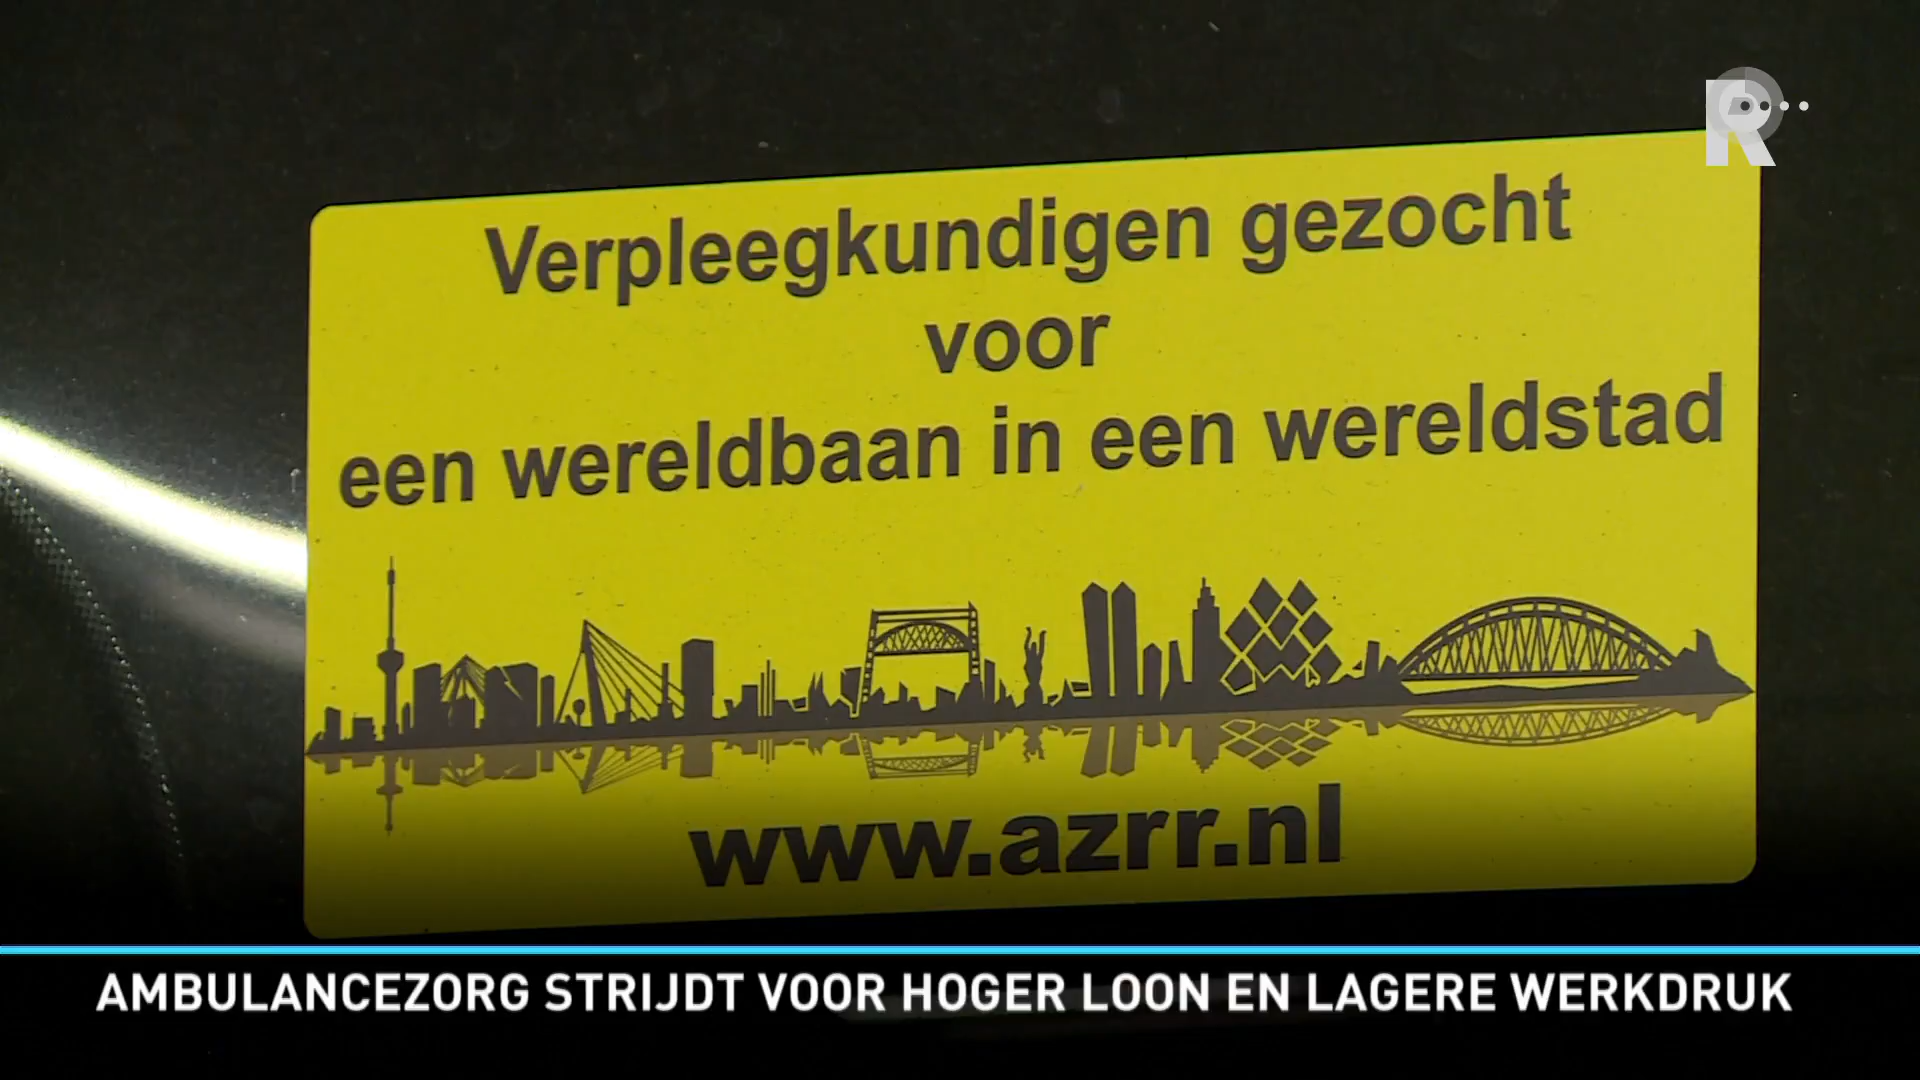 Verpleegkundigen gezocht
voor
een wereldbaan in een wereldstad
www.azrr.nl
AMBULANCEZORG STRIJDT VOOR HOGER LOON EN LAGERE WERKDRUK